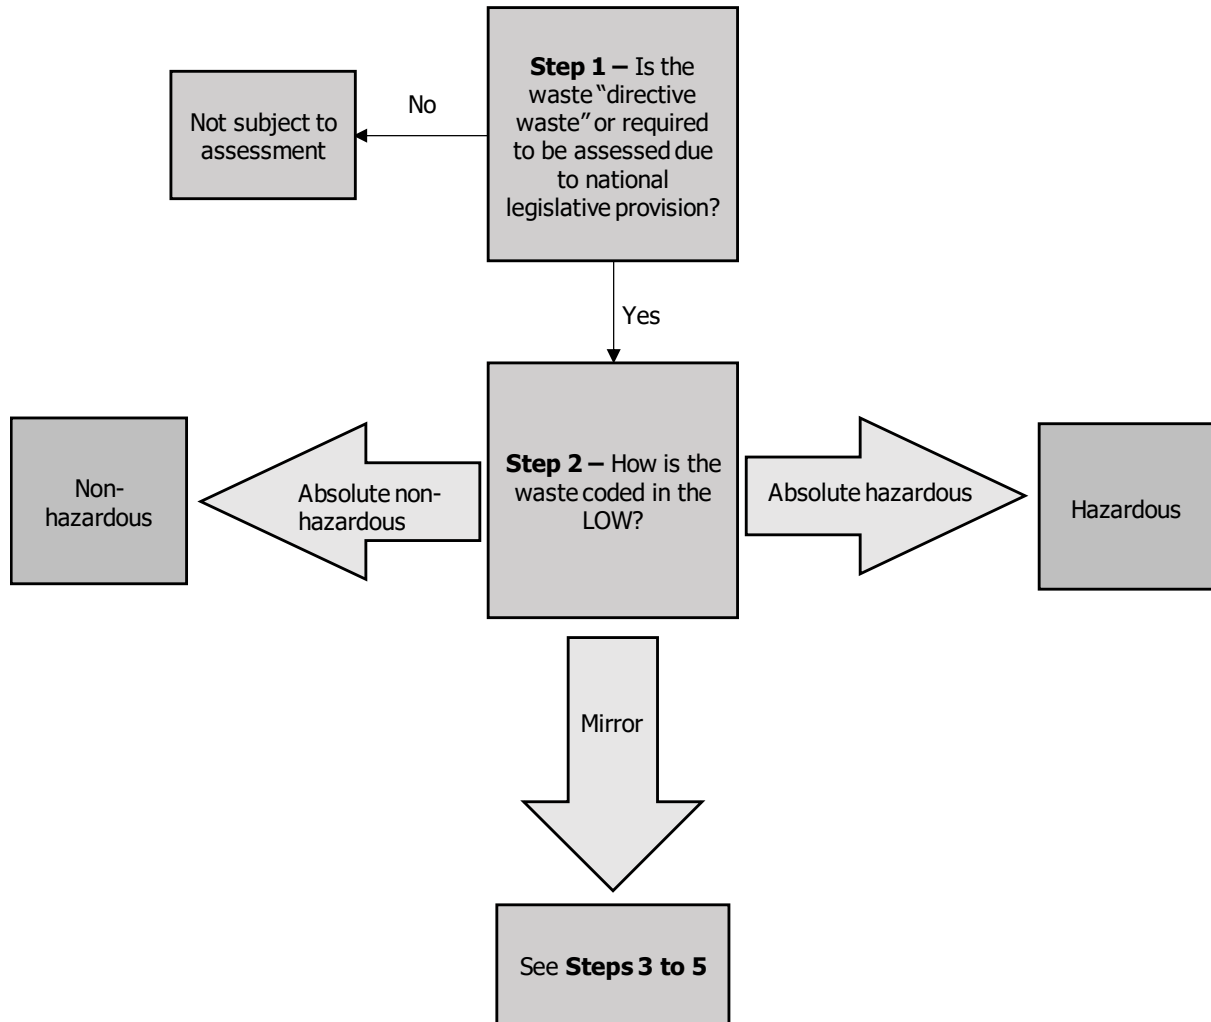 Step 1 – Is the
waste “directive
waste” or required
to be assessed due
to national
legislative provision?
No
Not subject to
assessment
Yes
Step 2 – How is the
waste coded in the
LOW?
Absolute non-
hazardous
Non-
hazardous
Absolute hazardous
Hazardous
Mirror
See Steps 3 to 5